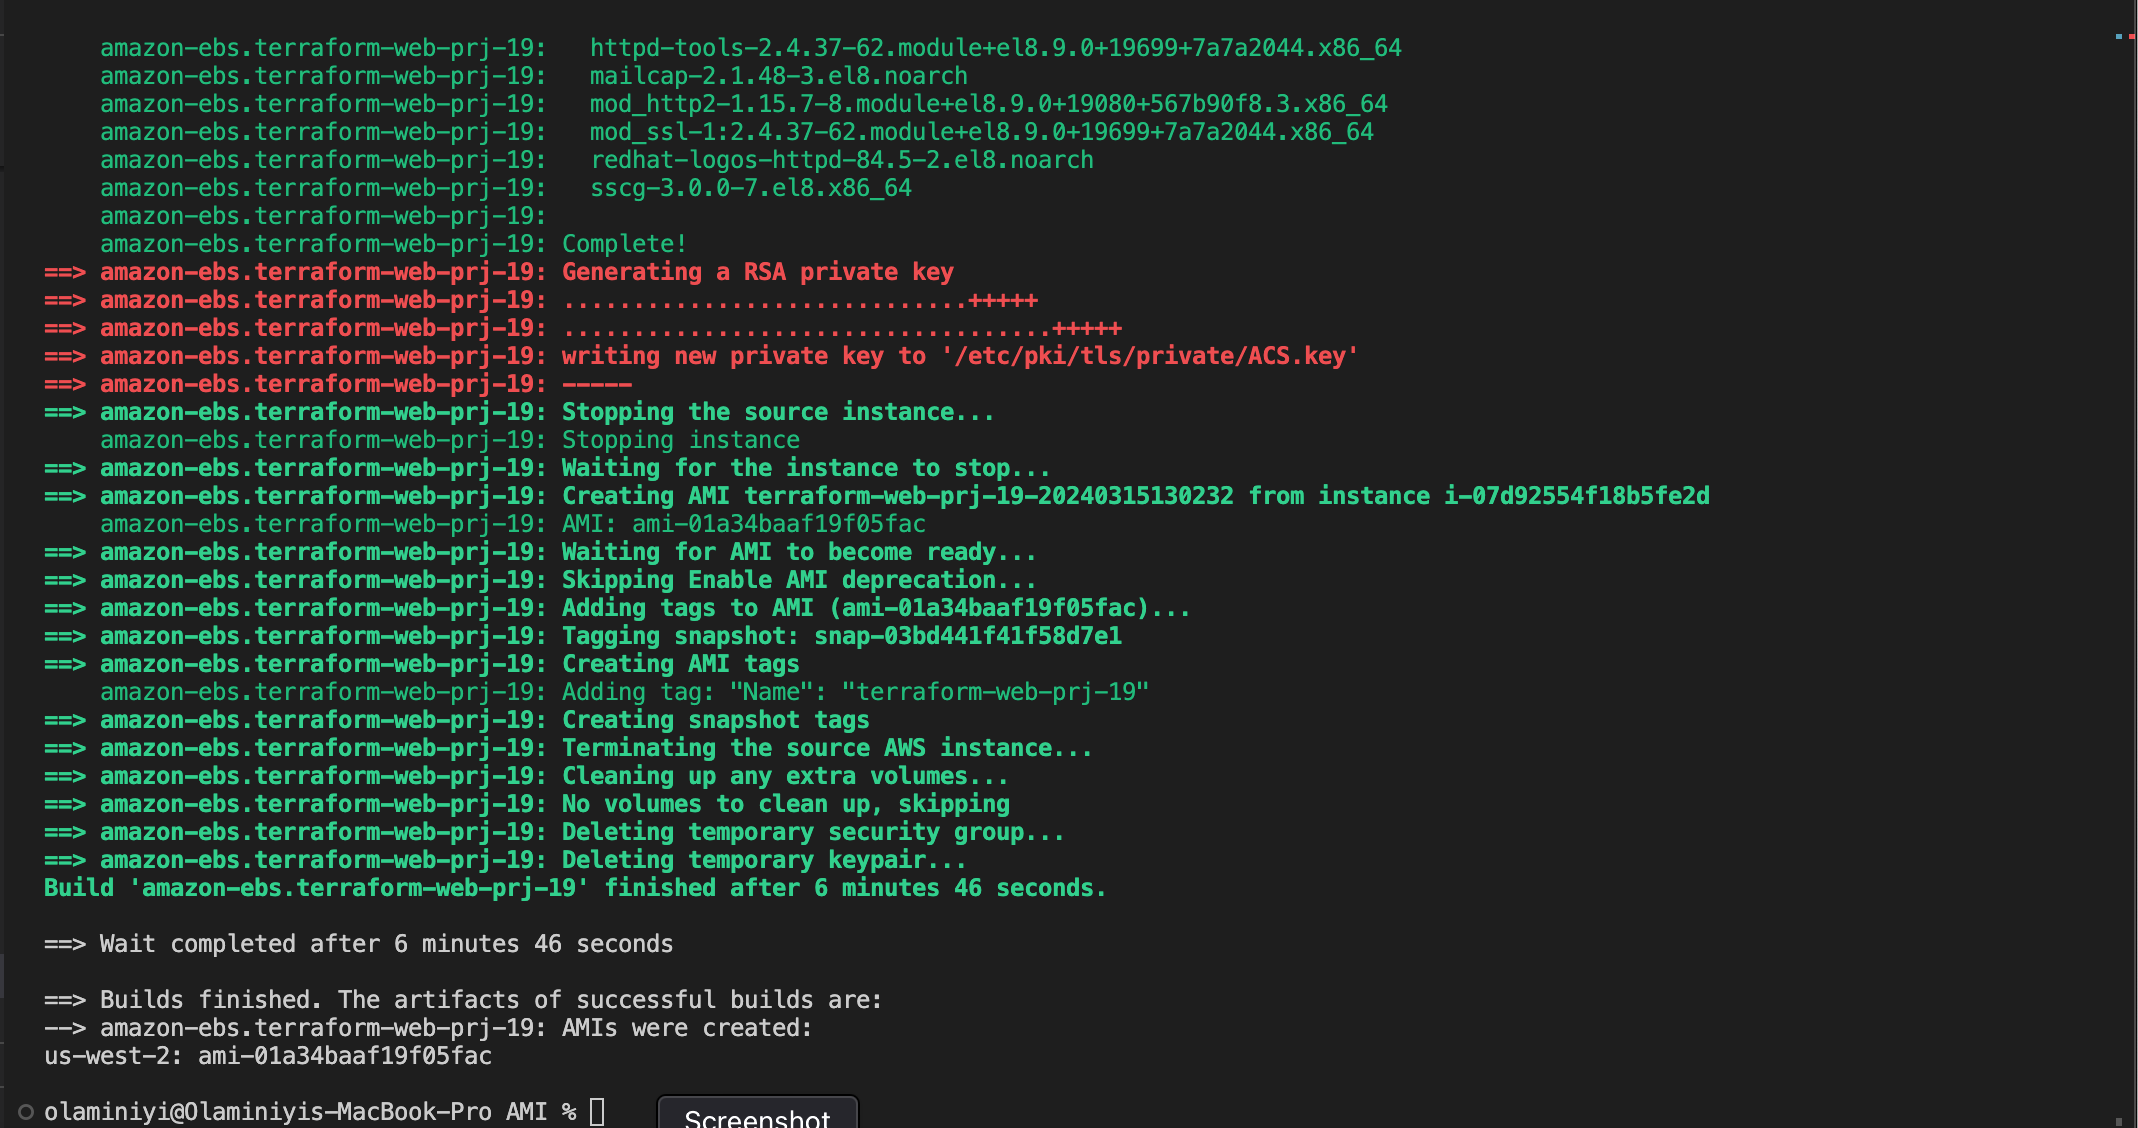 amazon-ebs.terraform-web-prj-19:   httpd-tools-2.4.37-62.module+el8.9.0+19699+7a7a2044.x86_64
amazon-ebs.terraform-web-prj-19:   mailcap-2.1.48-3.el8.noarch
amazon-ebs.terraform-web-prj-19:   mod_http2-1.15.7-8.module+el8.9.0+19080+567b90f8.3.x86_64
amazon-ebs.terraform-web-prj-19:   mod_ssl-1:2.4.37-62.module+el8.9.0+19699+7a7a2044.x86_64
amazon-ebs.terraform-web-prj-19:   redhat-logos-httpd-84.5-2.el8.noarch
amazon-ebs.terraform-web-prj-19:   sscg-3.0.0-7.el8.x86_64
amazon-ebs.terraform-web-prj-19:
amazon-ebs.terraform-web-prj-19: Complete!
==> amazon-ebs.terraform-web-prj-19: Generating a RSA private key
==> amazon-ebs.terraform-web-prj-19: .............................+++++
==> amazon-ebs.terraform-web-prj-19: ...................................+++++
==> amazon-ebs.terraform-web-prj-19: writing new private key to '/etc/pki/tls/private/ACS.key'
==> amazon-ebs.terraform-web-prj-19: -----
==> amazon-ebs.terraform-web-prj-19: Stopping the source instance...
amazon-ebs.terraform-web-prj-19: Stopping instance
==> amazon-ebs.terraform-web-prj-19: Waiting for the instance to stop...
==> amazon-ebs.terraform-web-prj-19: Creating AMI terraform-web-prj-19-20240315130232 from instance i-07d92554f18b5fe2d
amazon-ebs.terraform-web-prj-19: AMI: ami-01a34baaf19f05fac
==> amazon-ebs.terraform-web-prj-19: Waiting for AMI to become ready...
==> amazon-ebs.terraform-web-prj-19: Skipping Enable AMI deprecation...
==> amazon-ebs.terraform-web-prj-19: Adding tags to AMI (ami-01a34baaf19f05fac)...
==> amazon-ebs.terraform-web-prj-19: Tagging snapshot: snap-03bd441f41f58d7e1
==> amazon-ebs.terraform-web-prj-19: Creating AMI tags
amazon-ebs.terraform-web-prj-19: Adding tag: "Name": "terraform-web-prj-19"
==> amazon-ebs.terraform-web-prj-19: Creating snapshot tags
==> amazon-ebs.terraform-web-prj-19: Terminating the source AWS instance...
==> amazon-ebs.terraform-web-prj-19: Cleaning up any extra volumes...
==> amazon-ebs.terraform-web-prj-19: No volumes to clean up, skipping
==> amazon-ebs.terraform-web-prj-19: Deleting temporary security group...
==> amazon-ebs.terraform-web-prj-19: Deleting temporary keypair...
Build 'amazon-ebs.terraform-web-prj-19' finished after 6 minutes 46 seconds.
==> Wait completed after 6 minutes 46 seconds
==> Builds finished. The artifacts of successful builds are:
--> amazon-ebs.terraform-web-prj-19: AMIs were created:
us-west-2: ami-01a34baaf19f05fac
olaminiyi@Olaminiyis-MacBook-Pro AMI %
Screenshot